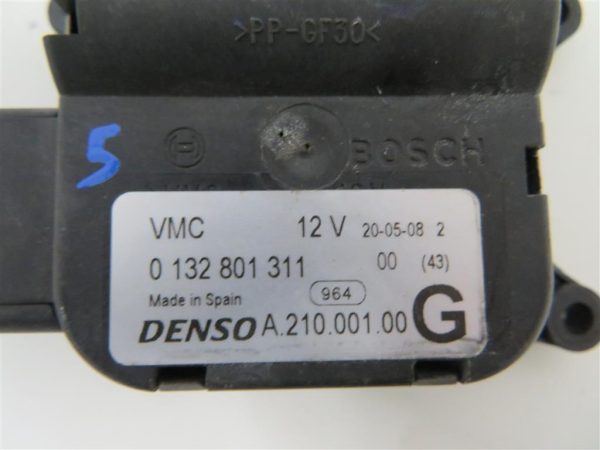 >PP-GF30<
5
BOSCH
VMC 12 V 20-05-08 2
0 132 801 311 00 (43)
Made in Spain 964
DENSO A.210.001.00 G